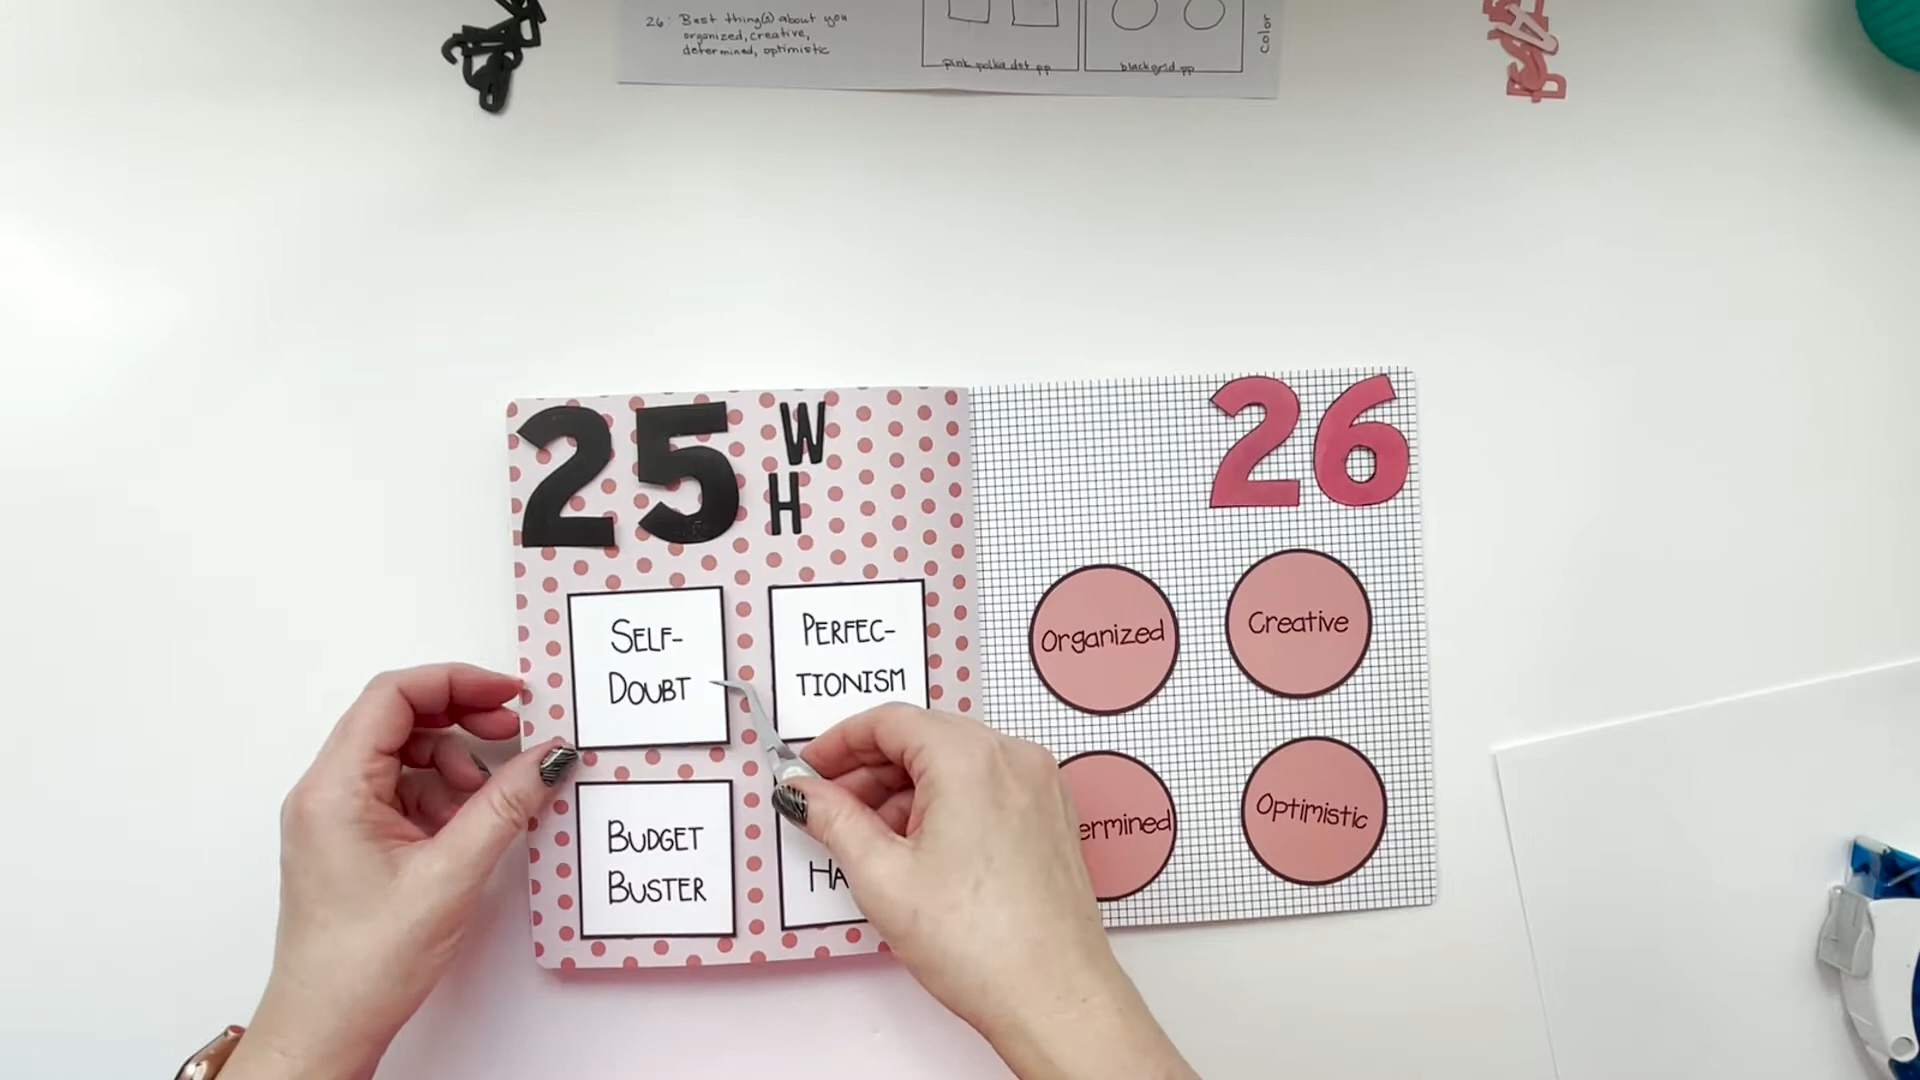 26: Best thing(s) about you
organized, creative,
determined, optimistic
pink polka dot pp
black grid pp
color
25
W
H
26
SELF-
DOUBT
PERFEC-
TIONISM
BUDGET
BUSTER
HA
Organized
Creative
ermined
Optimistic